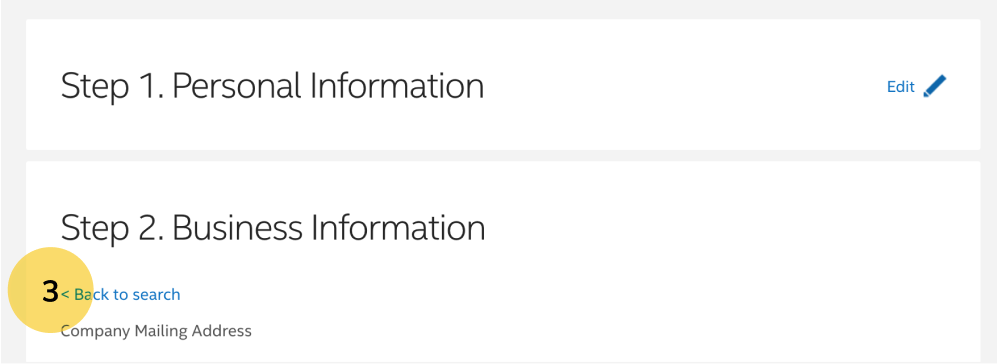 Step 1. Personal Information
Edit
Step 2. Business Information
3 < Back to search
Company Mailing Address